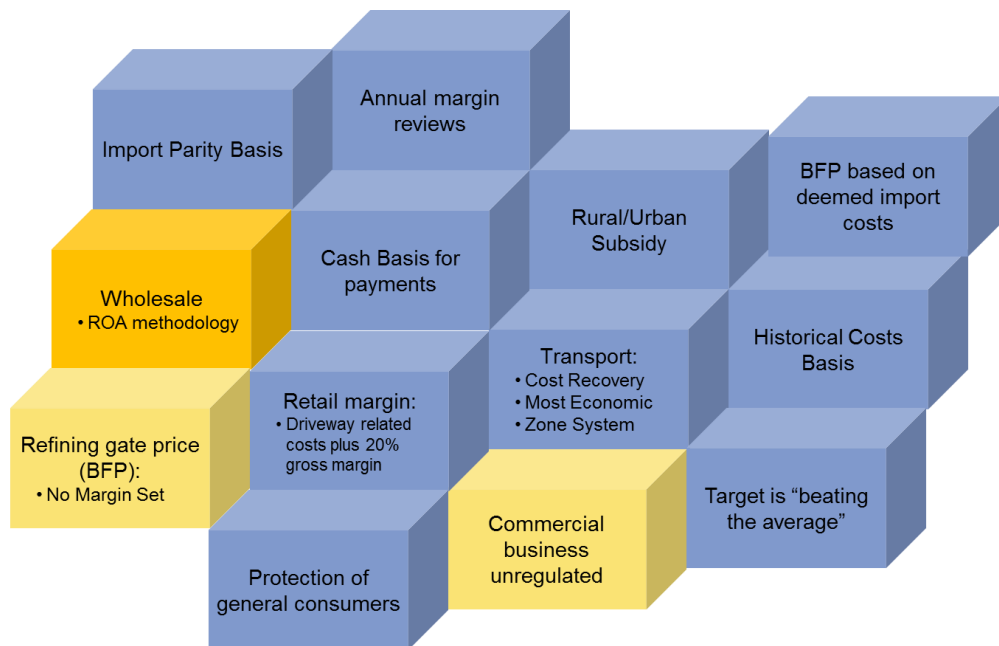 Import Parity Basis
Annual margin
reviews
BFP based on
deemed import
costs
Rural/Urban
Subsidy
Cash Basis for
payments
Wholesale
• ROA methodology
Historical Costs
Basis
Transport:
• Cost Recovery
• Most Economic
• Zone System
Retail margin:
• Driveway related
costs plus 20%
gross margin
Refining gate price
(BFP):
• No Margin Set
Target is “beating
the average”
Commercial
business
unregulated
Protection of
general consumers